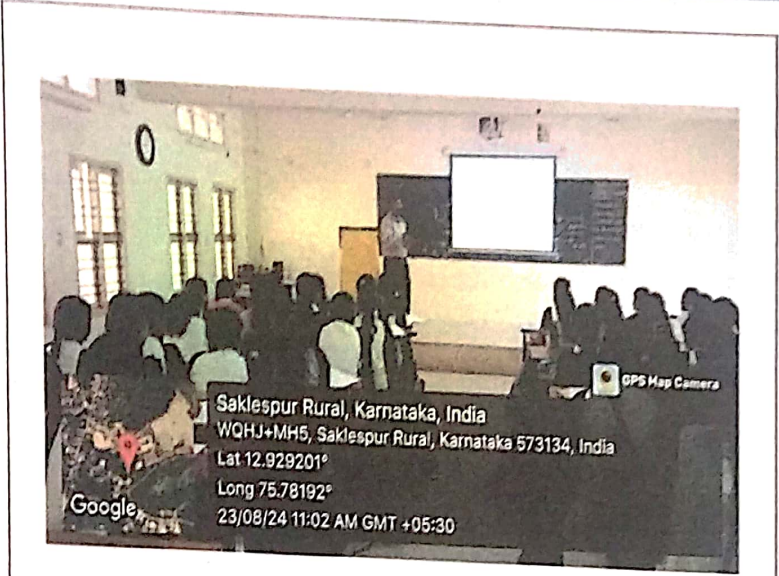 GPS Map Camera
Saklespur Rural, Karnataka, India
WQHJ+MH5, Saklespur Rural, Karnataka 573134, India
Lat 12.929201°
Long 75.78192°
23/08/24 11:02 AM GMT +05:30
Google